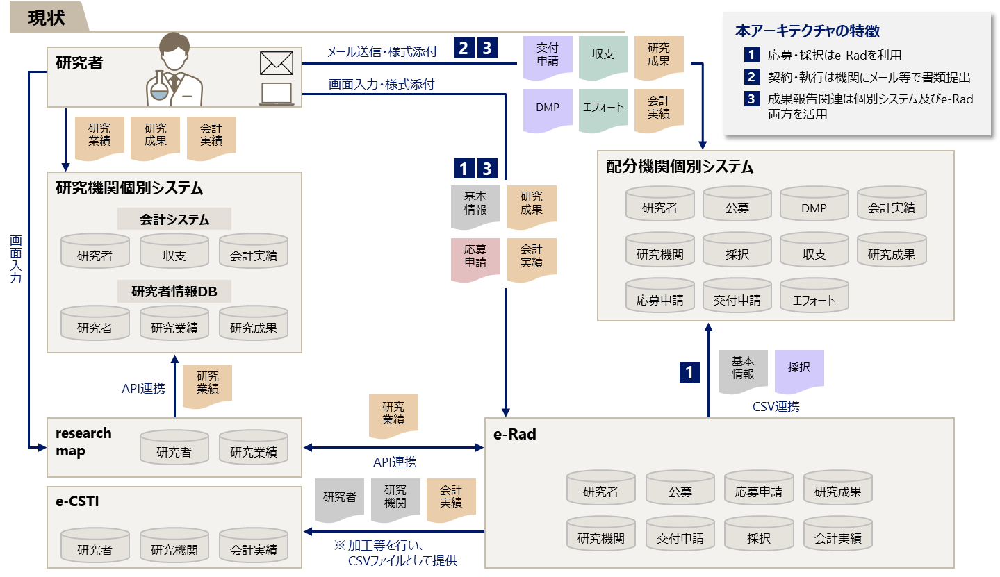 現状
本アーキテクチャの特徴
1 応募・採択はe-Radを利用
2 契約・執行は機関にメール等で書類提出
3 成果報告関連は個別システム及びe-Rad
両方を活用
研究者
メール送信・様式添付
2 3
画面入力・様式添付
交付
申請
収支
研究
成果
DMP
エフォート
会計
実績
研究
業績
研究
成果
会計
実績
画面入力
研究機関個別システム
会計システム
研究者
収支
会計実績
研究者情報DB
研究者
研究業績
研究成果
1 3
基本
情報
研究
成果
応募
申請
会計
実績
配分機関個別システム
研究者
公募
DMP
会計実績
研究機関
採択
収支
研究成果
応募申請
交付申請
エフォート
API連携
研究
業績
1
基本
情報
採択
CSV連携
research
map
研究者
研究業績
研究
業績
API連携
e-CSTI
研究者
研究機関
会計実績
研究者
研究
機関
会計
実績
※ 加工等を行い、
CSVファイルとして提供
e-Rad
研究者
公募
応募申請
研究成果
研究機関
交付申請
採択
会計実績